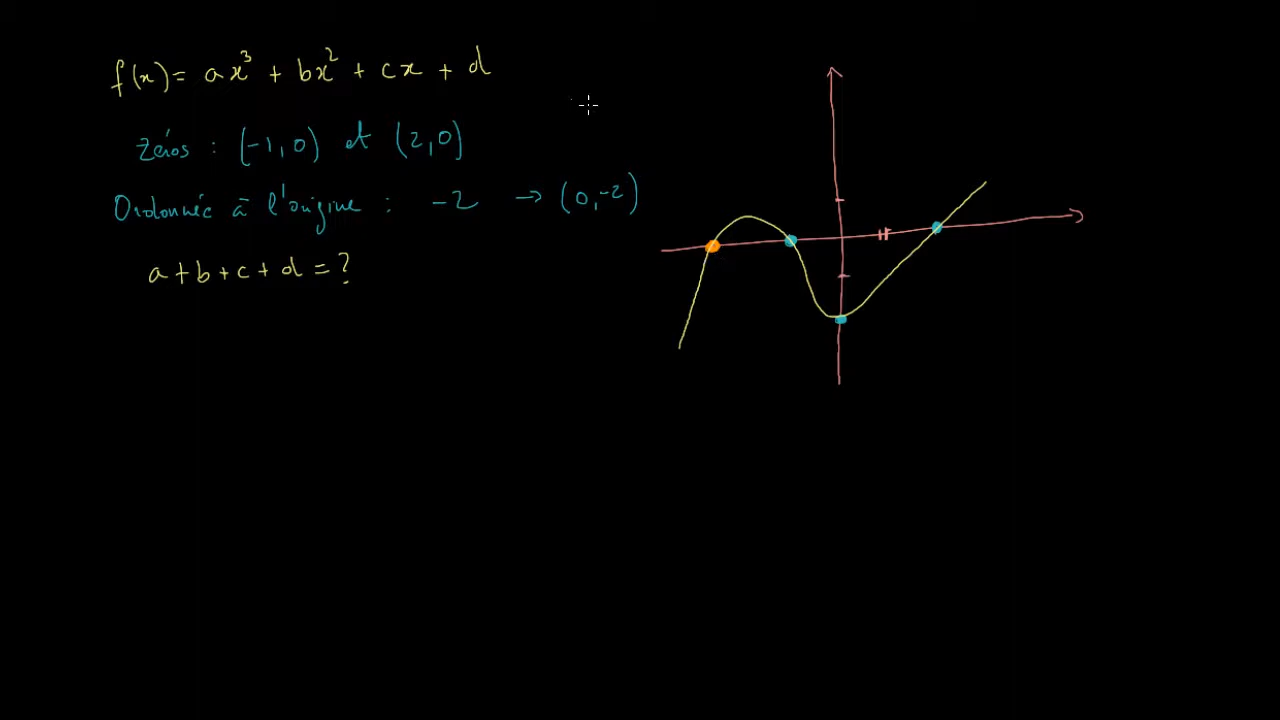 f(x) = ax³ + bx² + cx + d
Zéros : (-1,0) et (2,0)
Ordonnée à l'origine : -2 → (0,-2)
a + b + c + d = ?